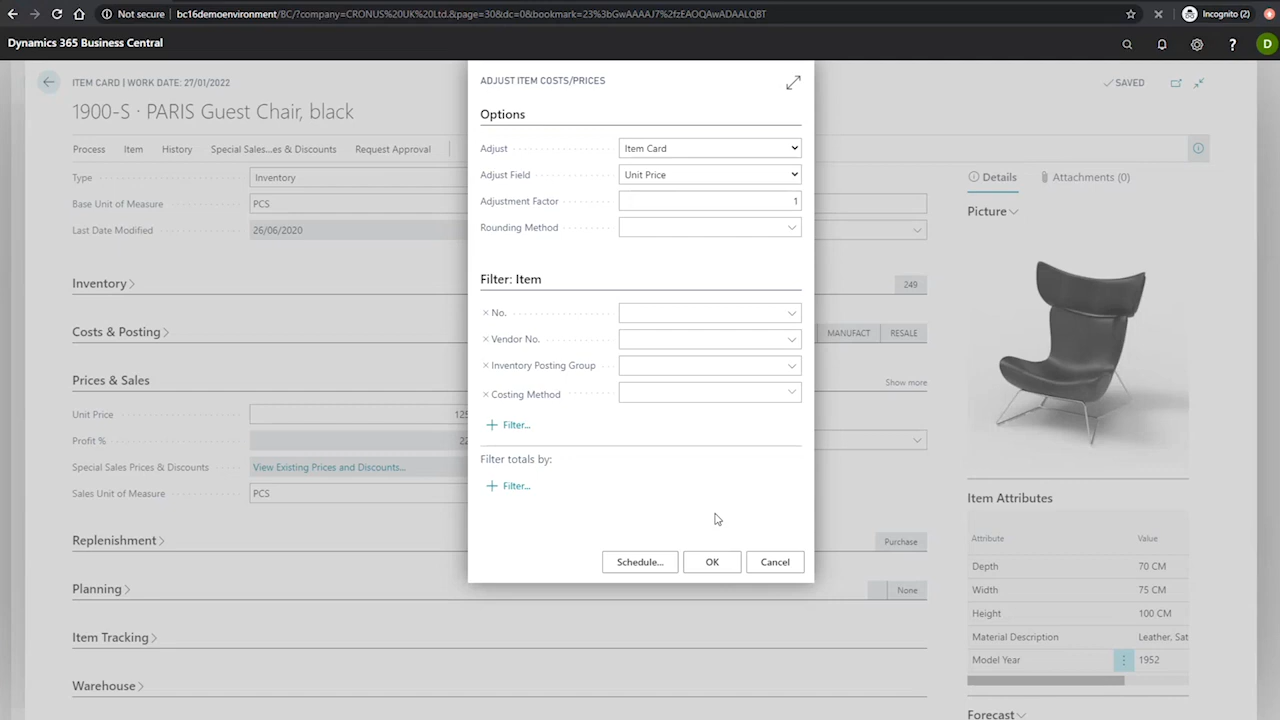 Not secure bc16demoenvironment/BC/?company=CRONUS%20UK%20Ltd.&page=30&dc=0&bookmark=23%3bGwAAAAJ7%2fzEAOQAwADAALQBT Incognito (2)
Dynamics 365 Business Central ? D
ITEM CARD | WORK DATE: 27/01/2022
SAVED
1900-S · PARIS Guest Chair, black
Process Item History Special Sales...es & Discounts Request Approval
Type Inventory
Base Unit of Measure PCS
Last Date Modified 26/06/2020
Inventory 249
Costs & Posting MANUFACT RESALE
Prices & Sales Show more
Unit Price 125
Profit % 22
Special Sales Prices & Discounts View Existing Prices and Discounts...
Sales Unit of Measure PCS
Replenishment Purchase
Planning None
Item Tracking
Warehouse
ADJUST ITEM COSTS/PRICES
Options
Adjust Item Card
Adjust Field Unit Price
Adjustment Factor 1
Rounding Method
Filter: Item
× No.
× Vendor No.
× Inventory Posting Group
× Costing Method
+ Filter...
Filter totals by:
+ Filter...
Schedule... OK Cancel
Details Attachments (0)
Picture
Item Attributes
Attribute Value
Depth 70 CM
Width 75 CM
Height 100 CM
Material Description Leather, Sat
Model Year 1952
Forecast